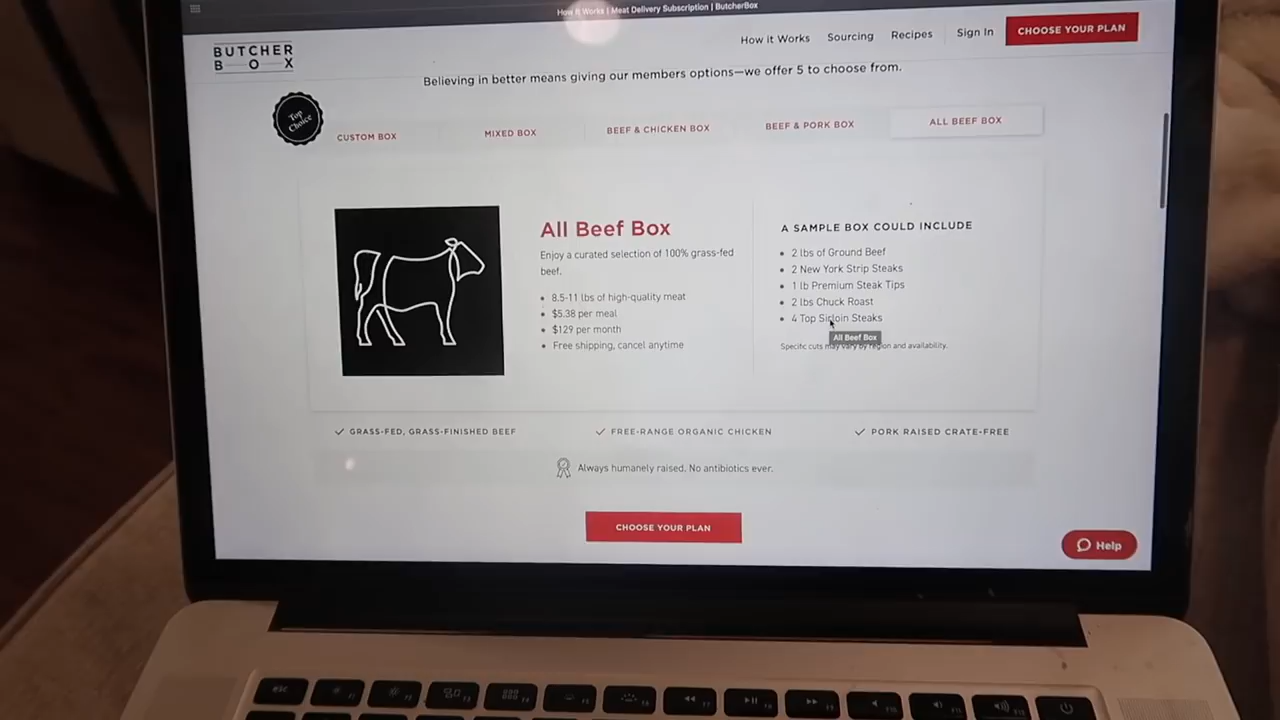 How It Works | Meat Delivery Subscription | ButcherBox
BUTCHER
BOX
How it Works
Sourcing
Recipes
Sign In
CHOOSE YOUR PLAN
Believing in better means giving our members options—we offer 5 to choose from.
Top
Choice
CUSTOM BOX
MIXED BOX
BEEF & CHICKEN BOX
BEEF & PORK BOX
ALL BEEF BOX
All Beef Box
Enjoy a curated selection of 100% grass-fed
beef.
8.5-11 lbs of high-quality meat
$5.38 per meal
$129 per month
Free shipping, cancel anytime
A SAMPLE BOX COULD INCLUDE
2 lbs of Ground Beef
2 New York Strip Steaks
1 lb Premium Steak Tips
2 lbs Chuck Roast
4 Top Sirloin Steaks
All Beef Box
Specific cuts may vary by region and availability.
GRASS-FED, GRASS-FINISHED BEEF
FREE-RANGE ORGANIC CHICKEN
PORK RAISED CRATE-FREE
Always humanely raised. No antibiotics ever.
CHOOSE YOUR PLAN
Help
esc